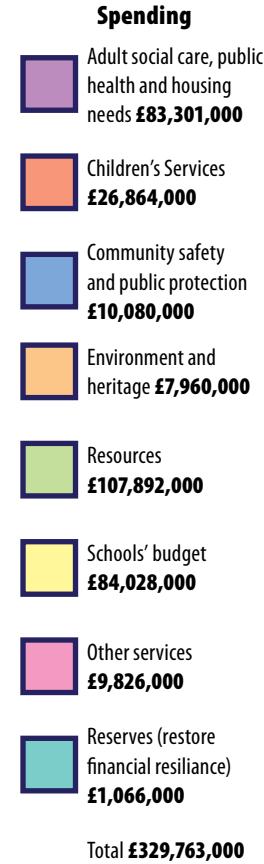 Spending
Adult social care, public
health and housing
needs £83,301,000
Children's Services
£26,864,000
Community safety
and public protection
£10,080,000
Environment and
heritage £7,960,000
Resources
£107,892,000
Schools' budget
£84,028,000
Other services
£9,826,000
Reserves (restore
financial resiliance)
£1,066,000
Total £329,763,000